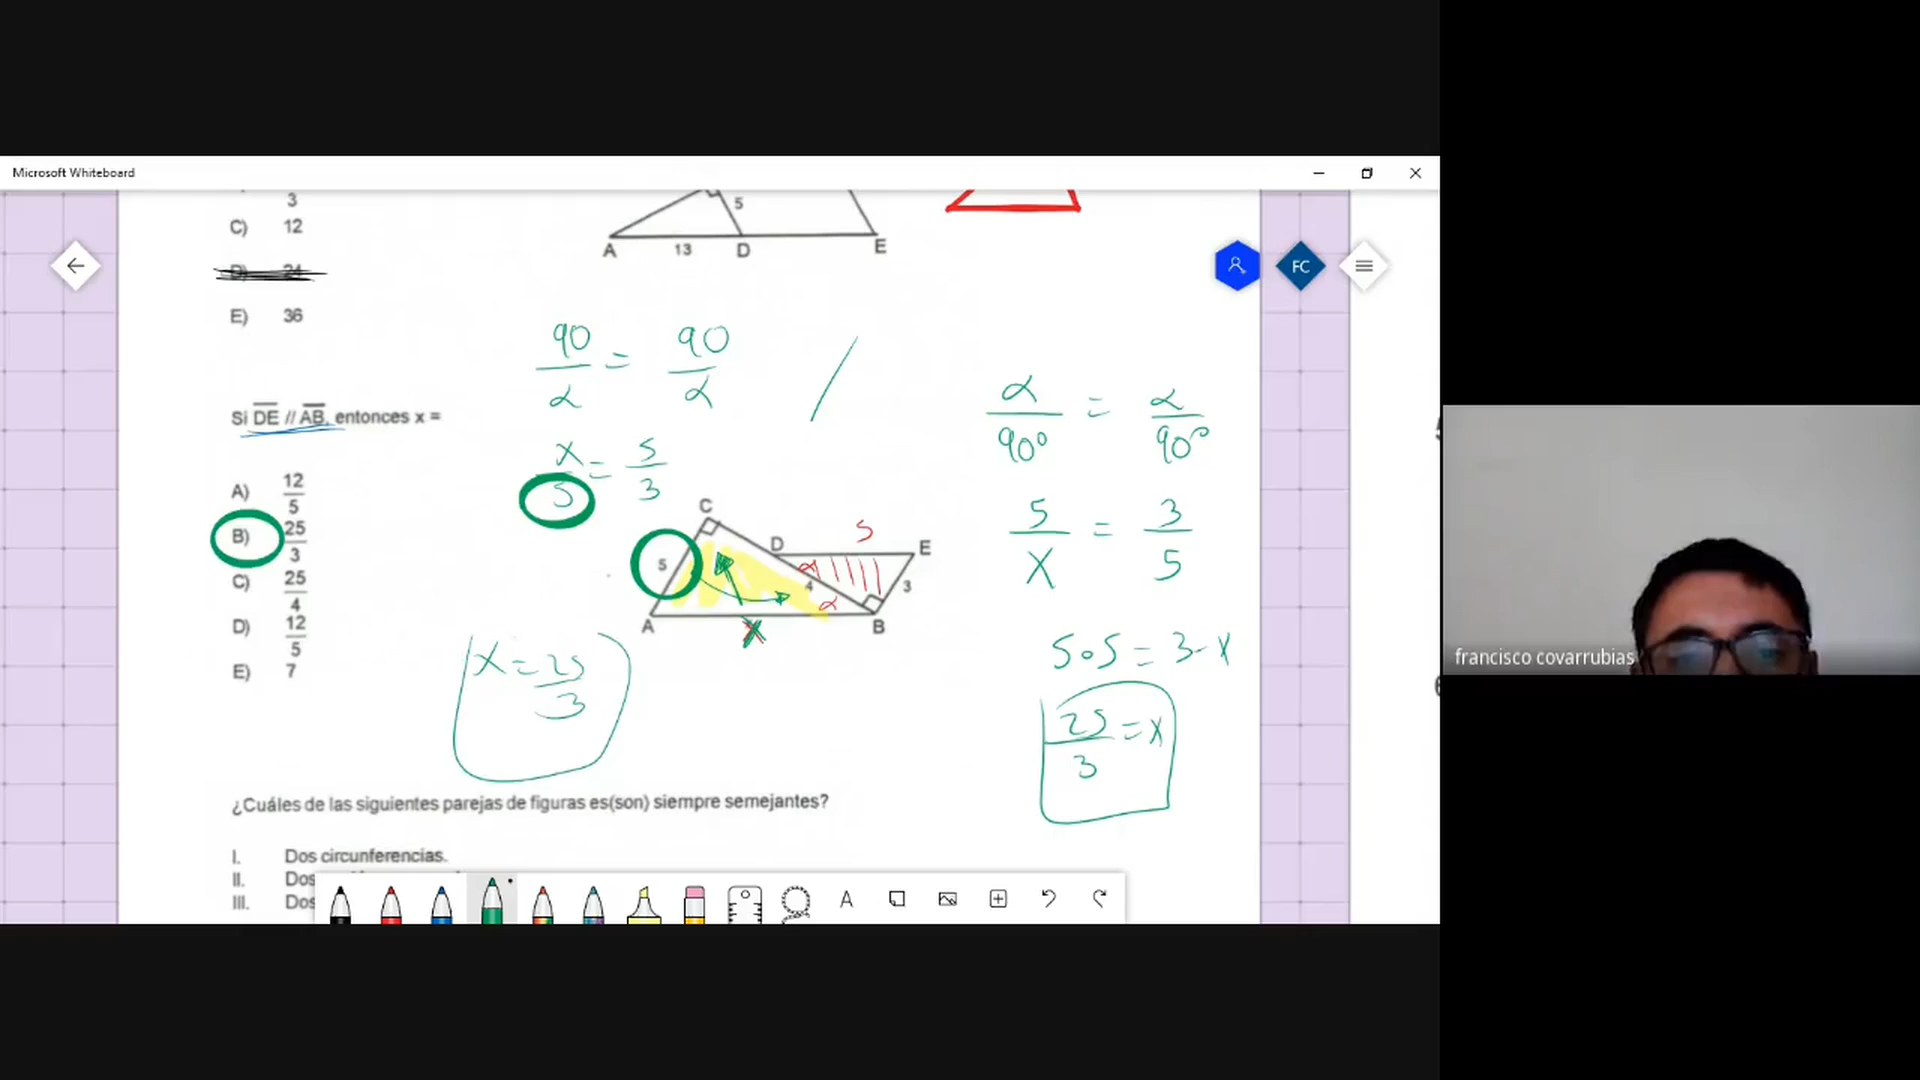 Microsoft Whiteboard
3
C) 12
D) 24
E) 36
5
A 13 D E
FC
90/α = 90/α
α/90° = α/90°
Si DE // AB, entonces x =
x/5 = 5/3
5/x = 3/5
A) 12/5
B) 25/3
C) 25/4
D) 12/5
E) 7
C
D 5 E
5 α 4 3
α
A x B
x = 25/3
5•5 = 3·x
25/3 = x
¿Cuáles de las siguientes parejas de figuras es(son) siempre semejantes?
I. Dos circunferencias.
II. Dos
III. Dos
A
francisco covarrubias